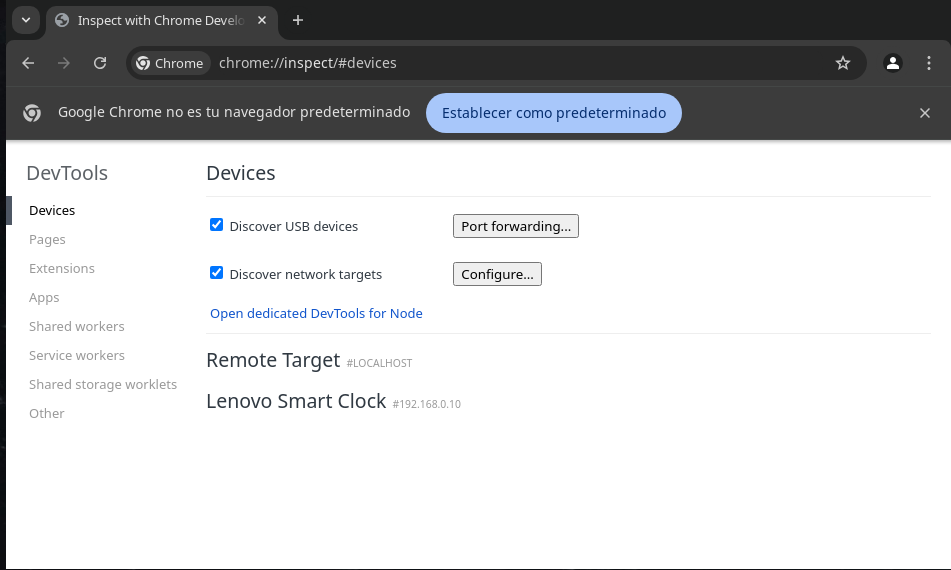 Inspect with Chrome Develo
Chrome chrome://inspect/#devices
Google Chrome no es tu navegador predeterminado Establecer como predeterminado
DevTools
Devices
Pages
Extensions
Apps
Shared workers
Service workers
Shared storage worklets
Other
Devices
Discover USB devices Port forwarding...
Discover network targets Configure...
Open dedicated DevTools for Node
Remote Target #LOCALHOST
Lenovo Smart Clock #192.168.0.10